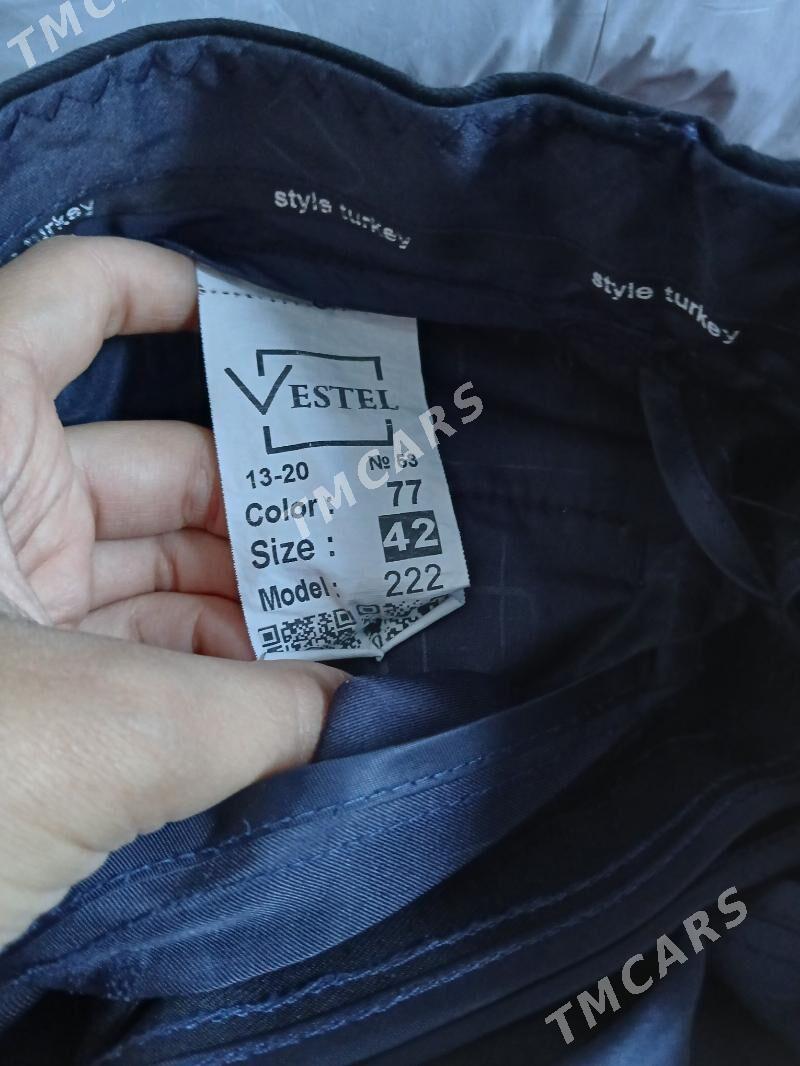 TMCARS
style turkey
turkey
style turkey
VESTEL
TMCARS
13-20 № 53
Color: 77
Size: 42
Model: 222
TMCARS